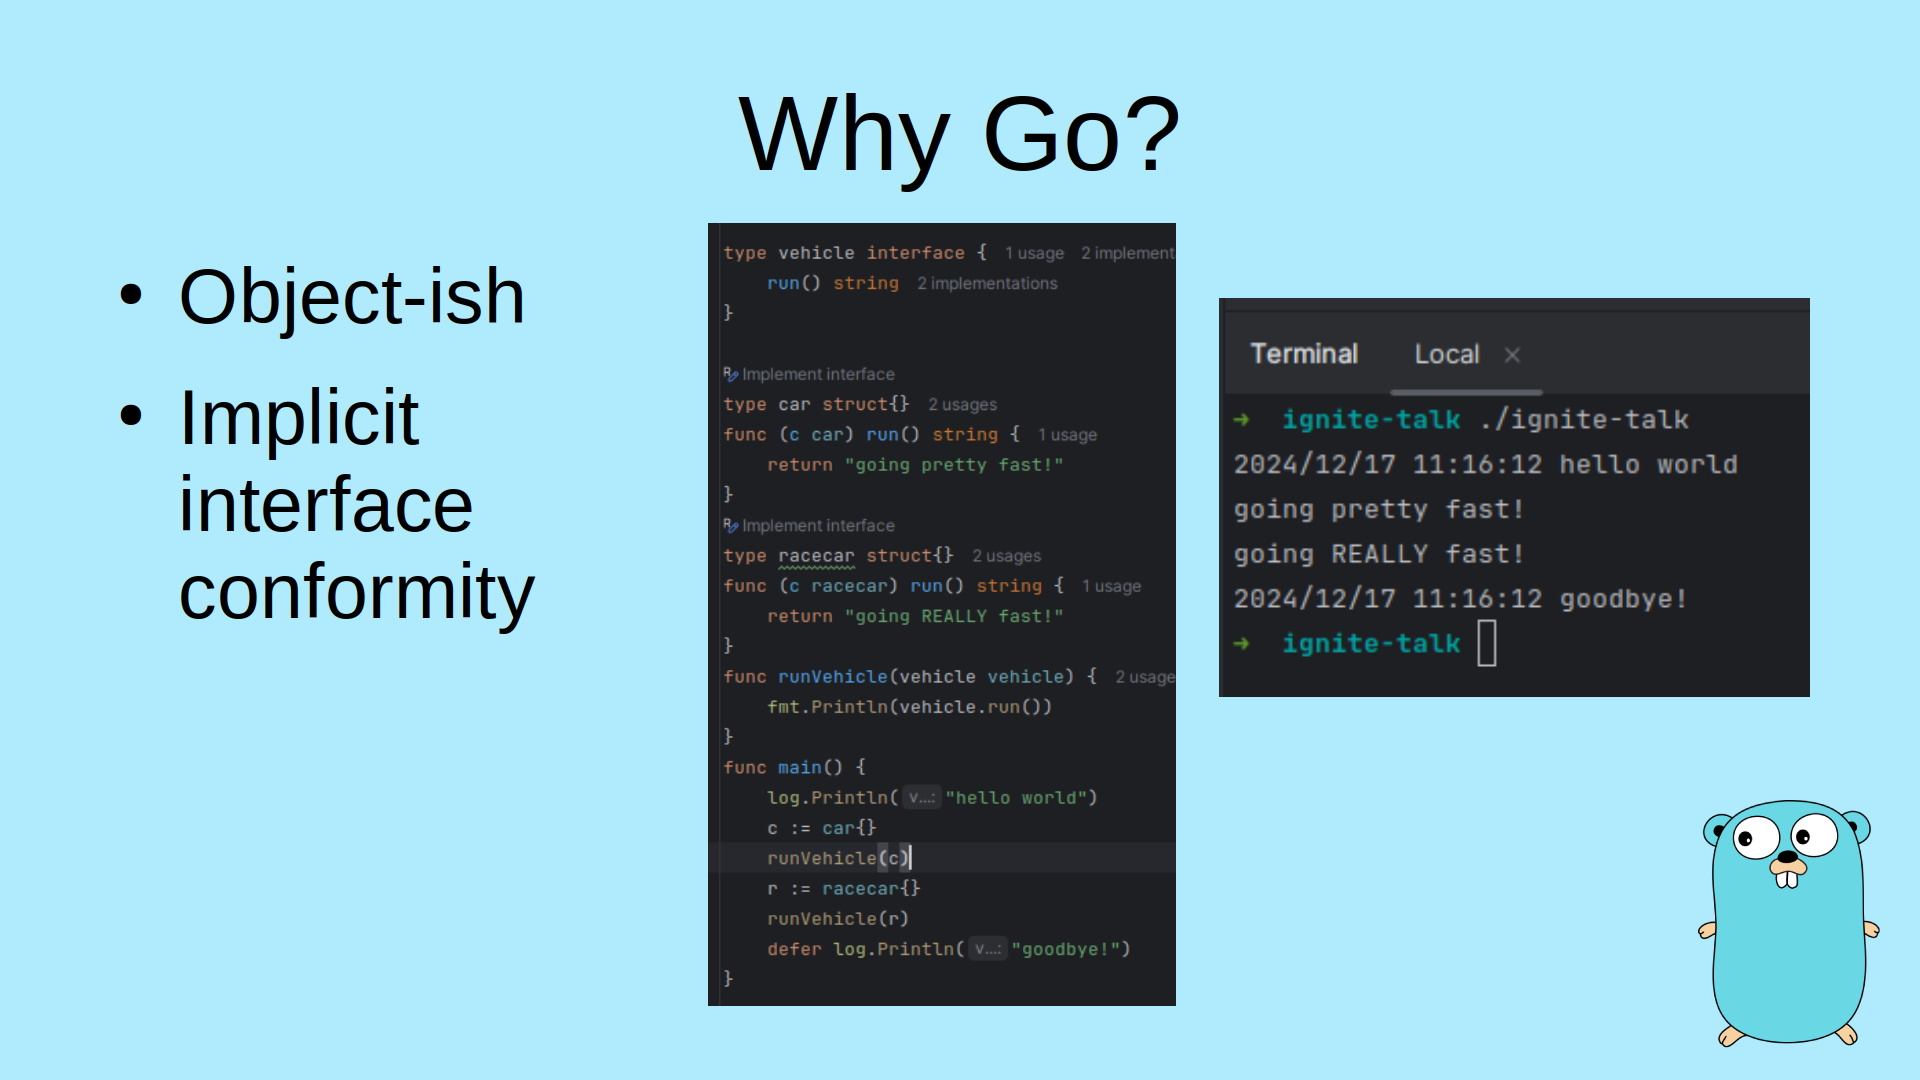 Why Go?
• Object-ish
• Implicit
interface
conformity
type vehicle interface { 1 usage 2 implement
run() string 2 implementations
}
Implement interface
type car struct{} 2 usages
func (c car) run() string { 1 usage
return "going pretty fast!"
}
Implement interface
type racecar struct{} 2 usages
func (c racecar) run() string { 1 usage
return "going REALLY fast!"
}
func runVehicle(vehicle vehicle) { 2 usage
fmt.Println(vehicle.run())
}
func main() {
log.Println( v...: "hello world")
c := car{}
runVehicle(c)
r := racecar{}
runVehicle(r)
defer log.Println( v...: "goodbye!")
}
Terminal Local ×
➜ ignite-talk ./ignite-talk
2024/12/17 11:16:12 hello world
going pretty fast!
going REALLY fast!
2024/12/17 11:16:12 goodbye!
➜ ignite-talk